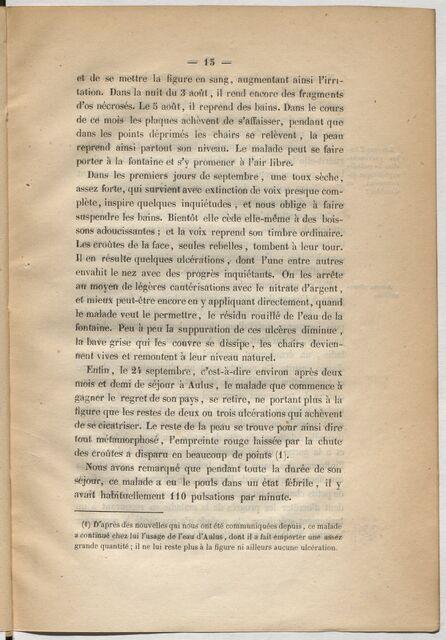 — 15 —
et de se mettre la figure en sang, augmentant ainsi l'irri-
tation. Dans la nuit du 3 août, il rend encore des fragments
d'os nécrosés. Le 5 août, il reprend des bains. Dans le cours
de ce mois les plaques achèvent de s'affaisser, pendant que
dans les points déprimés les chairs se relèvent, la peau
reprend ainsi partout son niveau. Le malade peut se faire
porter à la fontaine et s'y promener à l'air libre.
Dans les premiers jours de septembre, une toux sèche,
assez forte, qui survient avec extinction de voix presque com-
plète, inspire quelques inquiétudes, et nous oblige à faire
suspendre les bains. Bientôt elle cède elle-même à des bois-
sons adoucissantes ; et la voix reprend son timbre ordinaire.
Les croûtes de la face, seules rebelles, tombent à leur tour.
Il en résulte quelques ulcérations, dont l'une entre autres
envahit le nez avec des progrès inquiétants. On les arrête
au moyen de légères cautérisations avec le nitrate d'argent,
et mieux peut-être encore en y appliquant directement, quand
le malade veut le permettre, le résidu rouillé de l'eau de la
fontaine. Peu à peu la suppuration de ces ulcères diminue,
la bave grise qui les couvre se dissipe, les chairs devien-
nent vives et remontent à leur niveau naturel.
Enfin, le 24 septembre, c'est-à-dire environ après deux
mois et demi de séjour à Aulus, le malade que commence à
gagner le regret de son pays, se retire, ne portant plus à la
figure que les restes de deux ou trois ulcérations qui achèvent
de se cicatriser. Le reste de la peau se trouve pour ainsi dire
tout métamorphosé, l'empreinte rouge laissée par la chute
des croûtes a disparu en beaucoup de points (1).
Nous avons remarqué que pendant toute la durée de son
séjour, ce malade a eu le pouls dans un état fébrile, il y
avait habituellement 110 pulsations par minute.
(1) D'après des nouvelles qui nous ont été communiquées depuis, ce malade
a continué chez lui l'usage de l'eau d'Aulus, dont il a fait emporter une assez
grande quantité ; il ne lui reste plus à la figure ni ailleurs aucune ulcération.